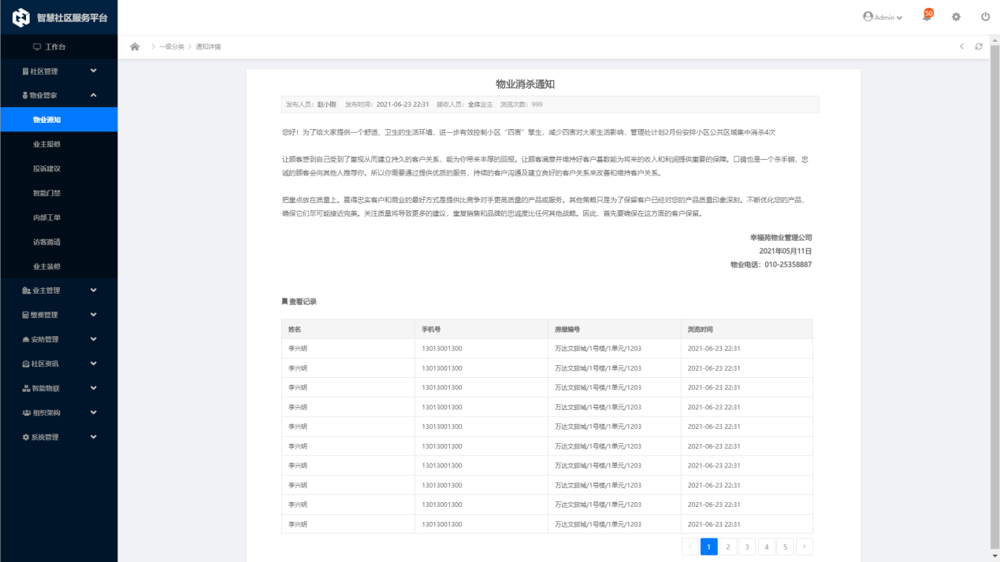 智慧社区服务平台
Admin
50
工作台
一级分类
通知详情
社区管理
物业管家
物业通知
业主报修
投诉建议
智能门禁
内部工单
访客邀请
业主装修
业主管理
缴费管理
安防管理
社区资讯
智能物联
组织架构
系统管理
物业消杀通知
发布人员：赵小刚 发布时间：2021-06-23 22:31 接收人员：全体业主 浏览次数：999
您好！为了给大家提供一个舒适、卫生的生活环境，进一步有效控制小区“四害”孳生，减少四害对大家生活影响，管理处计划2月份安排小区公共区域集中消杀4次
让顾客感到自己受到了重视从而建立持久的客户关系，能为你带来丰厚的回报。让顾客满意并维持好客户基数能为将来的收入和利润提供重要的保障。口碑也是一个杀手锏，忠
诚的顾客会向其他人推荐你。所以你需要通过提供优质的服务，持续的客户沟通及建立良好的客户关系来改善和维持客户关系。
把重点放在质量上。赢得忠实客户和商业的最好方式是提供比竞争对手更高质量的产品或服务。其他策略只是为了保留客户已经对您的产品质量印象深刻。不断优化您的产品，
确保它们尽可能接近完美。关注质量将导致更多的建议，重复销售和品牌的忠诚度比任何其他战略。因此，首先要确保在这方面的客户保留。
幸福苑物业管理公司
2021年05月11日
物业电话：010-25358887
查看记录
姓名 手机号 房屋编号 浏览时间
李兴明 13013001300 万达文旅城/1号楼/1单元/1203 2021-06-23 22:31
李兴明 13013001300 万达文旅城/1号楼/1单元/1203 2021-06-23 22:31
李兴明 13013001300 万达文旅城/1号楼/1单元/1203 2021-06-23 22:31
李兴明 13013001300 万达文旅城/1号楼/1单元/1203 2021-06-23 22:31
李兴明 13013001300 万达文旅城/1号楼/1单元/1203 2021-06-23 22:31
李兴明 13013001300 万达文旅城/1号楼/1单元/1203 2021-06-23 22:31
李兴明 13013001300 万达文旅城/1号楼/1单元/1203 2021-06-23 22:31
李兴明 13013001300 万达文旅城/1号楼/1单元/1203 2021-06-23 22:31
李兴明 13013001300 万达文旅城/1号楼/1单元/1203 2021-06-23 22:31
李兴明 13013001300 万达文旅城/1号楼/1单元/1203 2021-06-23 22:31
1 2 3 4 5